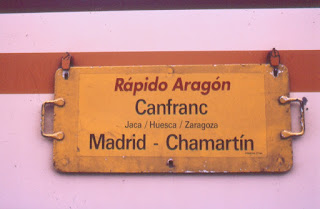 Rápido Aragón
Canfranc
Jaca / Huesca / Zaragoza
Madrid - Chamartín